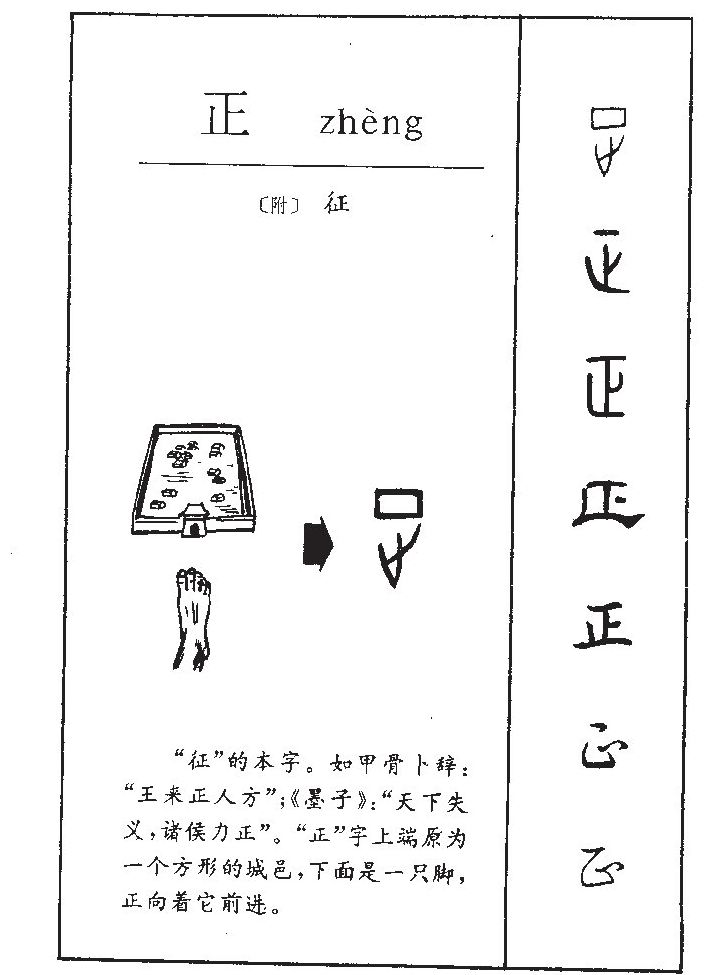 正 zhèng
〔附〕 征
“征”的本字。如甲骨卜辞：
“王来正人方”；《墨子》：“天下失
义，诸侯力正”。“正”字上端原为
一个方形的城邑，下面是一只脚，
正向着它前进。
正
正
正
正
正
正
正